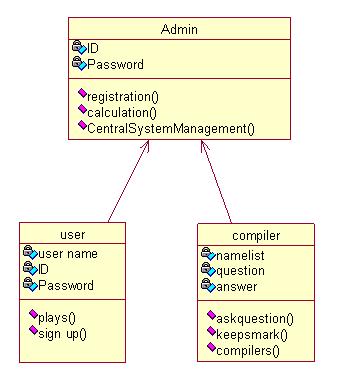 Admin
ID
Password
registration()
calculation()
CentralSystemManagement()
user
user name
ID
Password
plays()
sign up()
compiler
namelist
question
answer
askquestion()
keepsmark()
compilers()